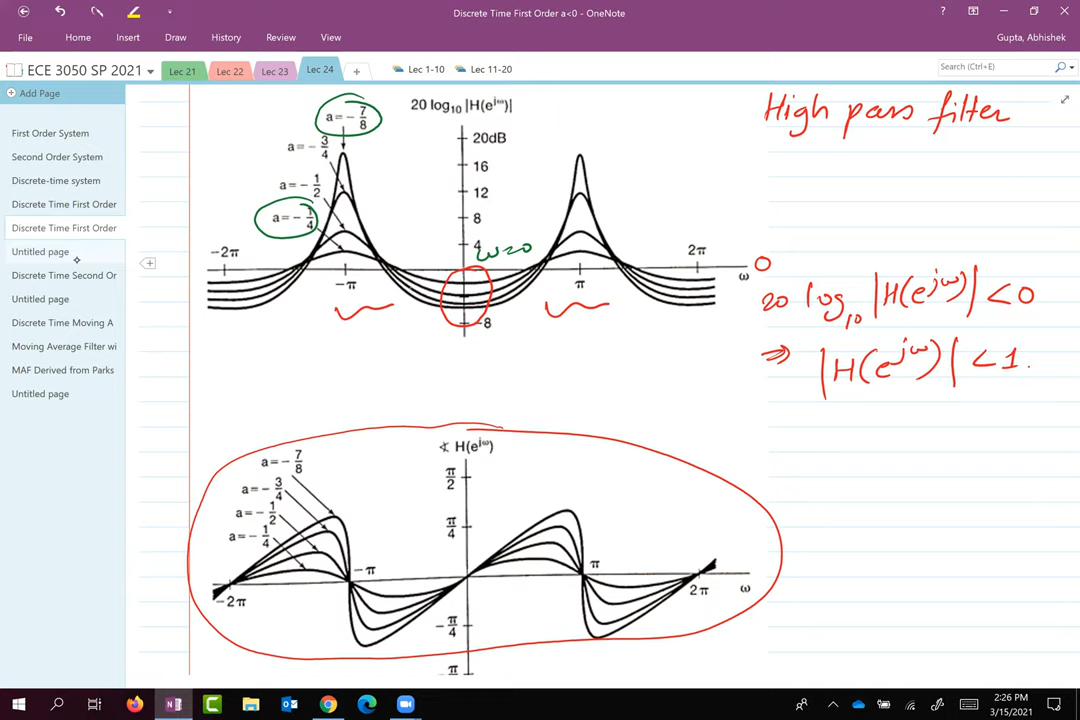 Discrete Time First Order a<0 - OneNote
?
File
Home
Insert
Draw
History
Review
View
Gupta, Abhishek
ECE 3050 SP 2021
Lec 21
Lec 22
Lec 23
Lec 24
+
Lec 1-10
Lec 11-20
Search (Ctrl+E)
Add Page
First Order System
Second Order System
Discrete-time system
Discrete Time First Order
Discrete Time First Order
Untitled page
Discrete Time Second Or
Untitled page
Discrete Time Moving A
Moving Average Filter wi
MAF Derived from Parks
Untitled page
20 log₁₀ |H(e^jω)|
a = − 7/8
a = − 3/4
a = − 1/2
a = − 1/4
20dB
16
12
8
4
−8
ω=0
−2π
−π
π
2π
ω
High pass filter
0
20 log₁₀ |H(e^jω)| < 0
⇒ |H(e^jω)| < 1.
∢ H(e^jω)
a = − 7/8
a = − 3/4
a = − 1/2
a = − 1/4
π/2
π/4
−π/4
π
−2π
−π
π
2π
ω
2:26 PM
3/15/2021